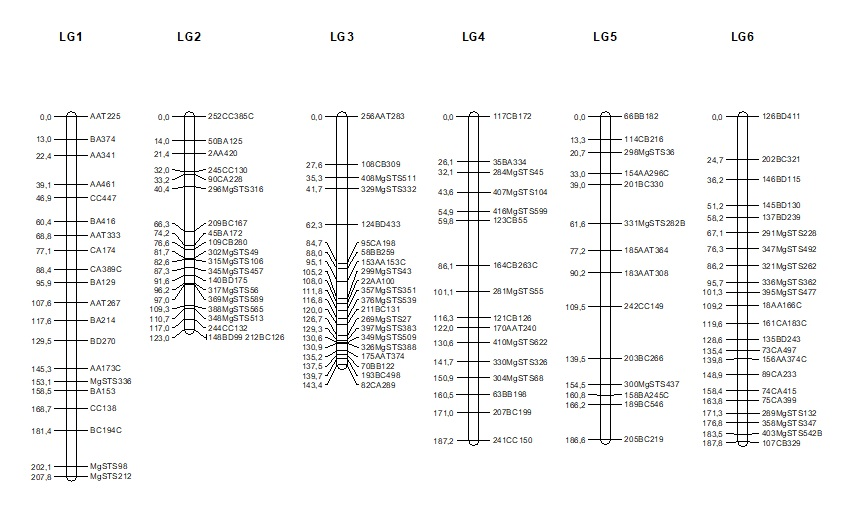 LG1
0,0 AAT225
13,0 BA374
22,4 AA341
39,1 AA461
46,9 CC447
60,4 BA416
68,8 AAT333
77,1 CA174
88,4 CA389C
95,9 BA129
107,6 AAT267
117,6 BA214
129,5 BD270
145,3 AA173C
153,1 MgSTS336
158,5 BA153
168,7 CC138
181,4 BC194C
202,1 MgSTS98
207,8 MgSTS212
LG2
0,0 252CC385C
14,0 50BA125
21,4 2AA420
32,0 245CC130
33,2 90CA228
40,4 296MgSTS316
66,3 209BC167
74,2 45BA172
76,6 109CB280
81,7 302MgSTS49
82,6 315MgSTS106
87,3 345MgSTS457
91,6 140BD175
96,2 317MgSTS56
97,0 369MgSTS589
109,3 388MgSTS565
110,7 348MgSTS513
117,0 244CC132
123,0 148BD99 212BC126
LG3
0,0 256AAT283
27,6 108CB309
35,3 408MgSTS511
41,7 329MgSTS332
62,3 124BD433
84,7 95CA198
88,0 58BB259
95,1 153AA153C
105,2 299MgSTS43
108,0 22AA100
111,8 357MgSTS351
116,8 376MgSTS539
120,0 211BC131
126,7 269MgSTS27
129,3 397MgSTS383
130,6 349MgSTS509
130,9 326MgSTS388
135,2 175AAT374
137,5 70BB122
139,7 193BC498
143,4 82CA289
LG4
0,0 117CB172
26,1 35BA334
32,1 284MgSTS45
43,6 407MgSTS104
54,9 416MgSTS599
59,8 123CB55
86,1 164CB263C
101,1 281MgST55
116,3 121CB126
122,0 170AAT240
130,6 410MgSTS622
141,7 330MgSTS326
150,9 304MgSTS68
160,5 63BB198
171,0 207BC199
187,2 241CC150
LG5
0,0 66BB182
13,3 114CB216
20,7 298MgSTS36
33,0 154AA296C
39,0 201BC330
61,6 331MgSTS282B
77,2 185AAT364
90,2 183AAT308
109,5 242CC149
139,5 203BC266
154,5 300MgSTS437
160,8 158BA245C
166,2 189BC546
186,6 205BC219
LG6
0,0 126BD411
24,7 202BC321
36,2 146BD115
51,2 145BD130
58,2 137BD239
67,1 291MgSTS228
76,3 347MgSTS492
86,2 321MgSTS262
95,7 336MgSTS362
101,3 395MgSTS477
109,2 18AA166C
119,6 161CA183C
128,6 135BD243
135,4 73CA497
139,8 156AA374C
148,9 89CA233
158,4 74CA415
163,8 75CA399
171,3 289MgSTS132
176,8 358MgSTS347
183,5 403MgSTS542B
187,8 107CB329